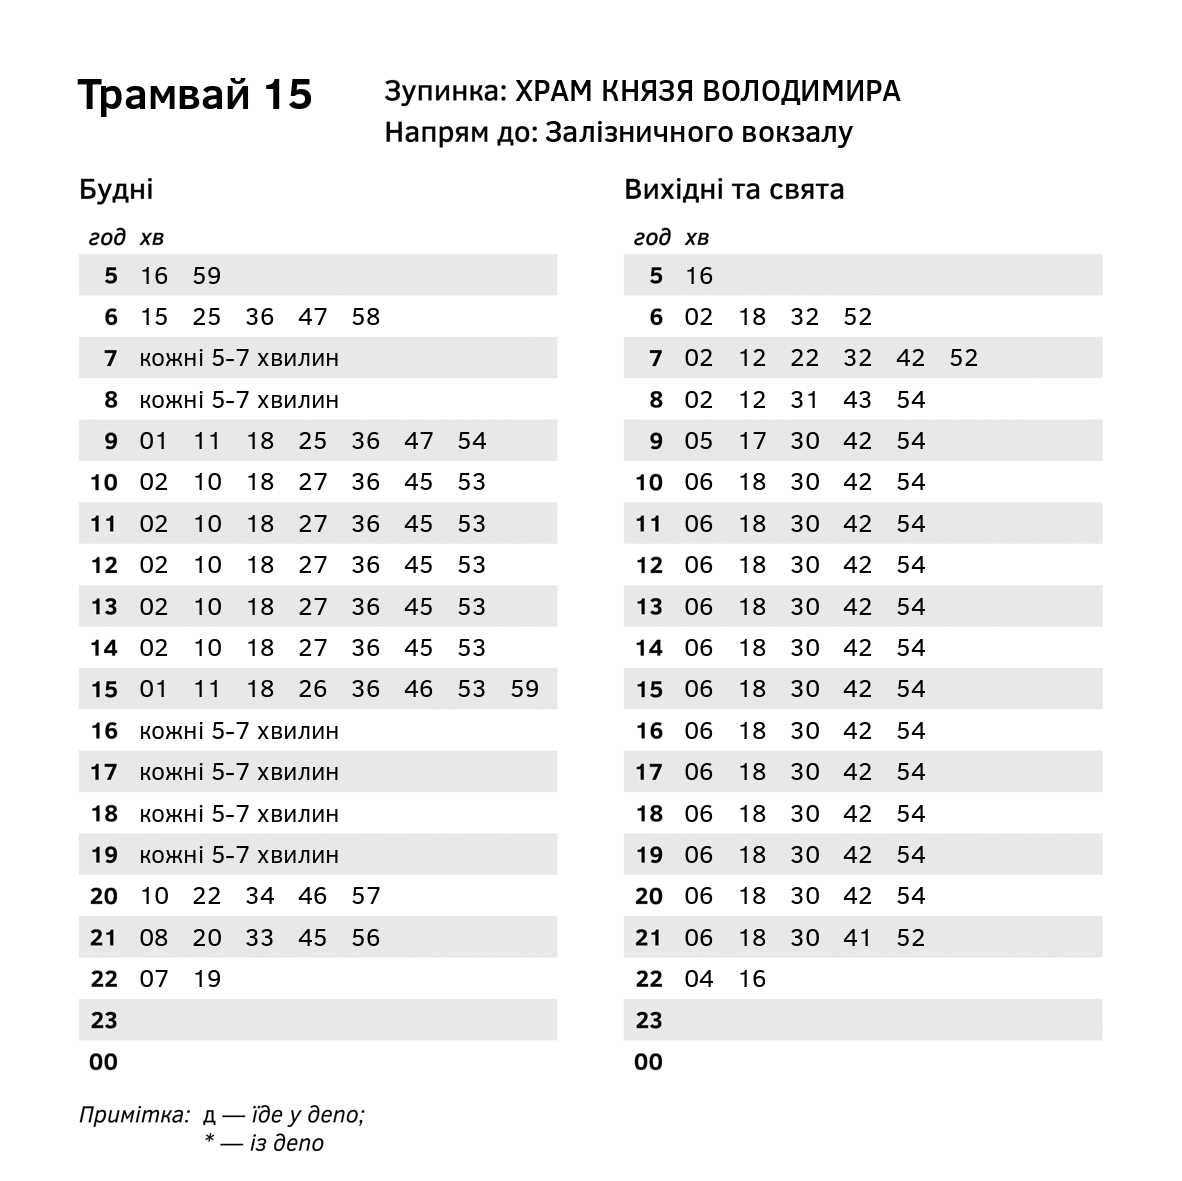 Трамвай 15
Зупинка: ХРАМ КНЯЗЯ ВОЛОДИМИРА
Напрям до: Залізничного вокзалу
Будні
год хв
5 16 59
6 15 25 36 47 58
7 кожні 5-7 хвилин
8 кожні 5-7 хвилин
9 01 11 18 25 36 47 54
10 02 10 18 27 36 45 53
11 02 10 18 27 36 45 53
12 02 10 18 27 36 45 53
13 02 10 18 27 36 45 53
14 02 10 18 27 36 45 53
15 01 11 18 26 36 46 53 59
16 кожні 5-7 хвилин
17 кожні 5-7 хвилин
18 кожні 5-7 хвилин
19 кожні 5-7 хвилин
20 10 22 34 46 57
21 08 20 33 45 56
22 07 19
23
00
Вихідні та свята
год хв
5 16
6 02 18 32 52
7 02 12 22 32 42 52
8 02 12 31 43 54
9 05 17 30 42 54
10 06 18 30 42 54
11 06 18 30 42 54
12 06 18 30 42 54
13 06 18 30 42 54
14 06 18 30 42 54
15 06 18 30 42 54
16 06 18 30 42 54
17 06 18 30 42 54
18 06 18 30 42 54
19 06 18 30 42 54
20 06 18 30 42 54
21 06 18 30 41 52
22 04 16
23
00
Примітка: д — їде у депо;
* — із депо